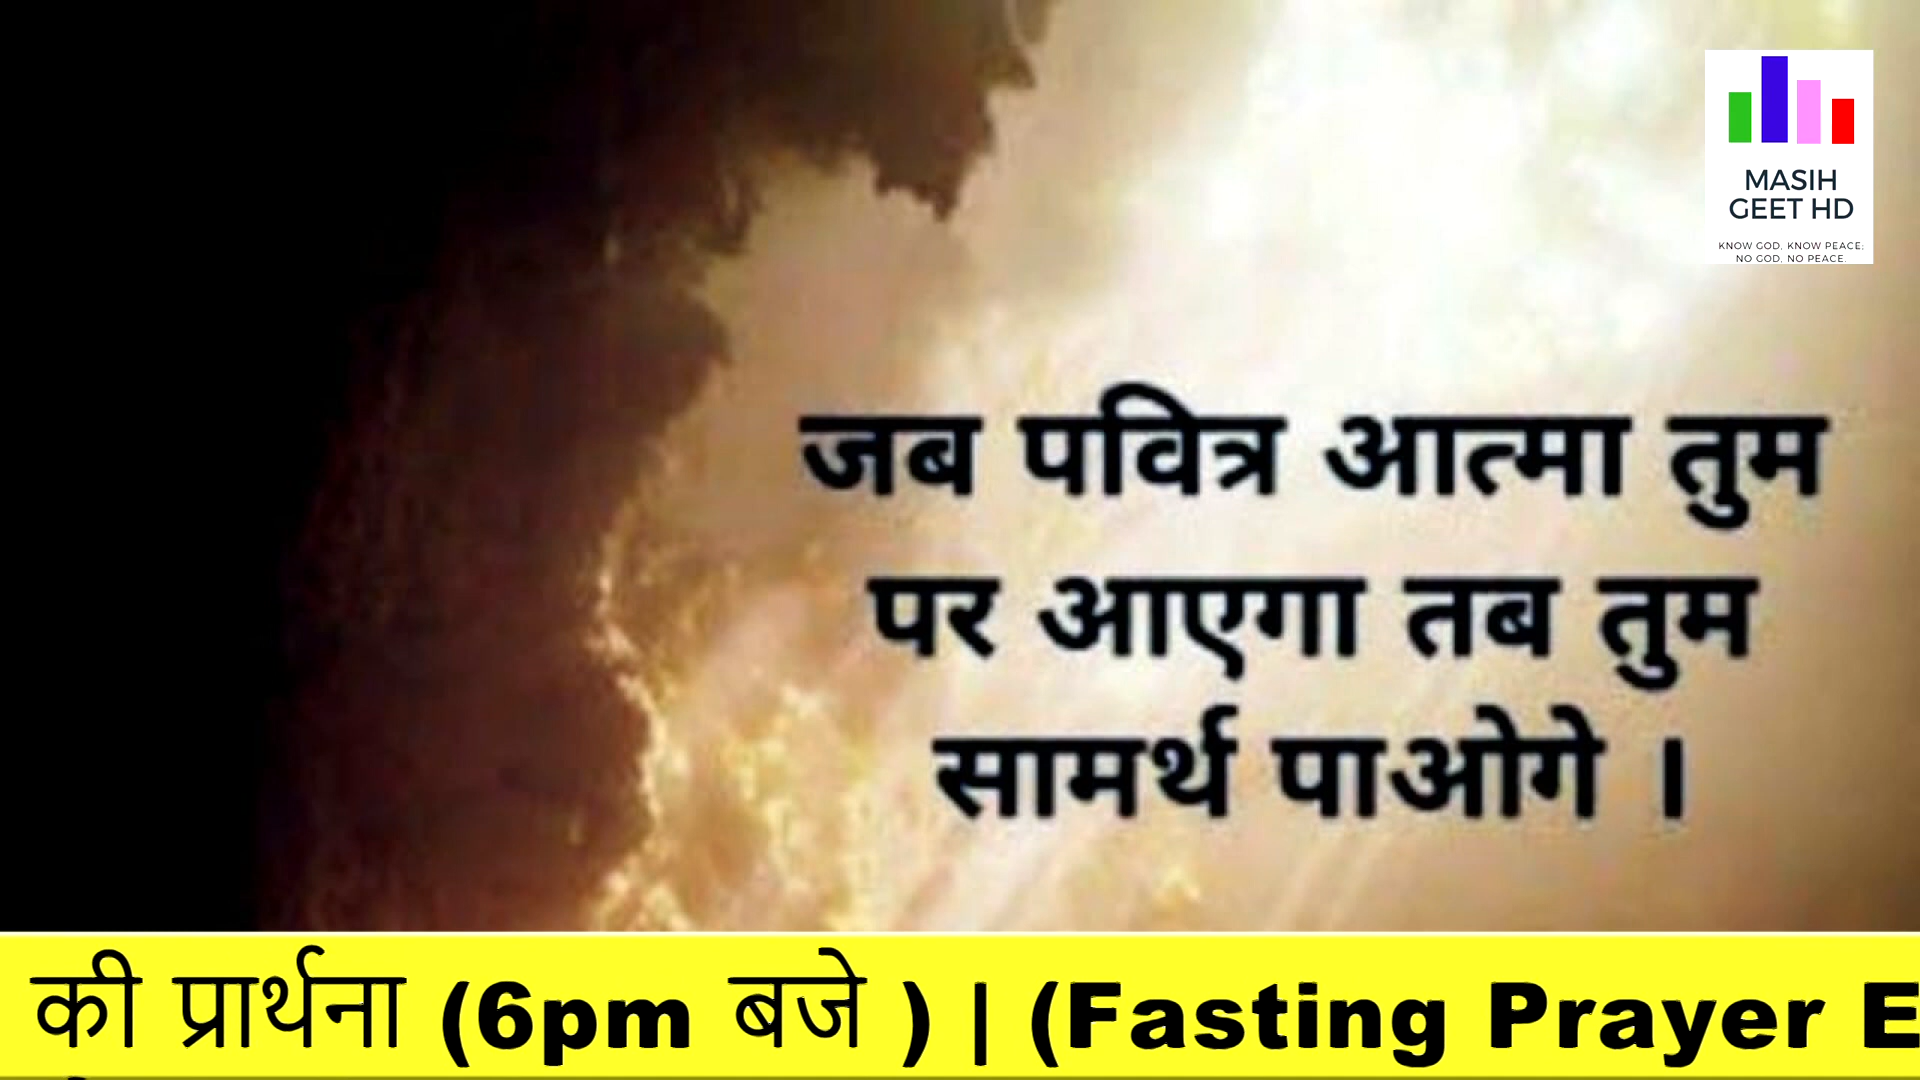 MASIH
GEET HD
KNOW GOD, KNOW PEACE;
NO GOD, NO PEACE.
जब पवित्र आत्मा तुम
पर आएगा तब तुम
सामर्थ पाओगे ।
की प्रार्थना (6pm बजे ) | (Fasting Prayer E